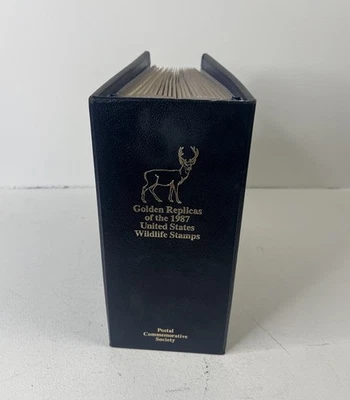 Golden Replicas
of the 1987
United States
Wildlife Stamps
Postal
Commemorative
Society